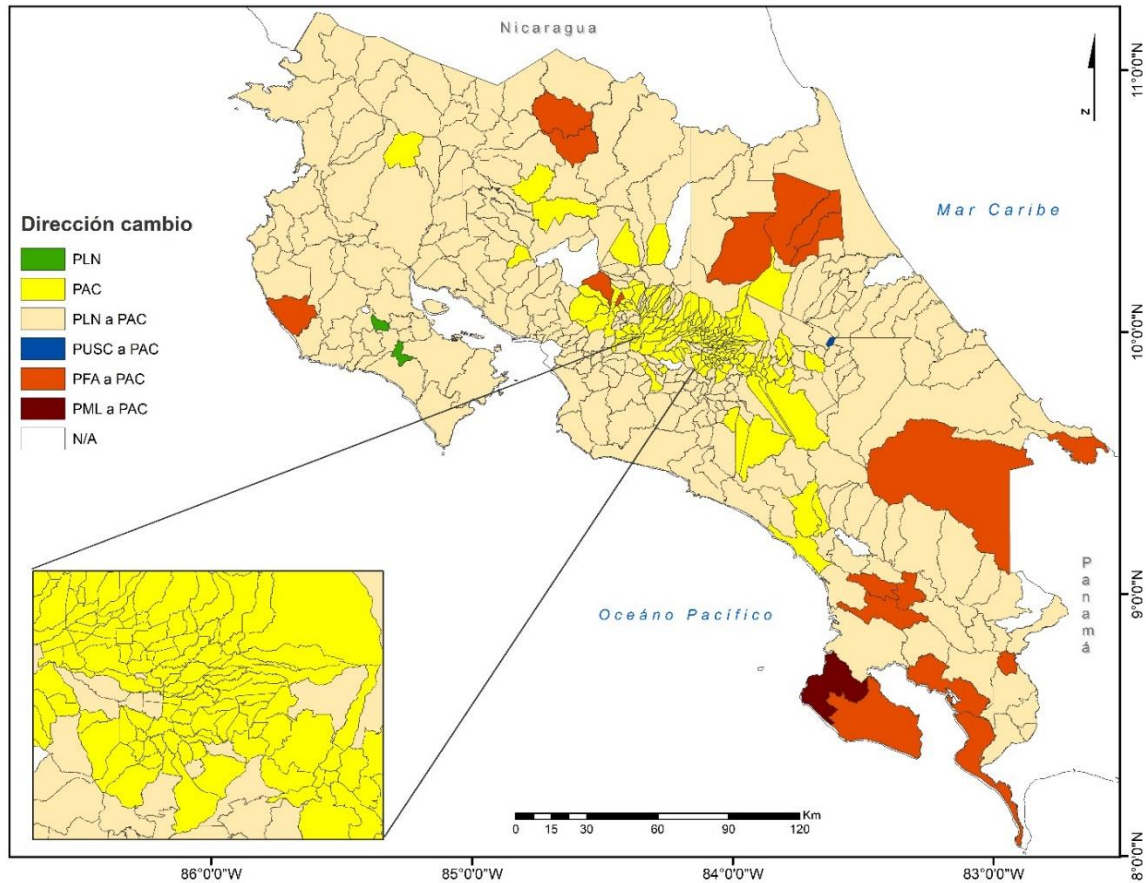 Nicaragua
N
11°0'0"N
Mar Caribe
Dirección cambio
PLN
PAC
PLN a PAC
PUSC a PAC
PFA a PAC
PML a PAC
N/A
10°0'0"N
Océano Pacífico
Panamá
9°0'0"N
Km
0 15 30 60 90 120
8°0'0"N
86°0'0"W 85°0'0"W 84°0'0"W 83°0'0"W